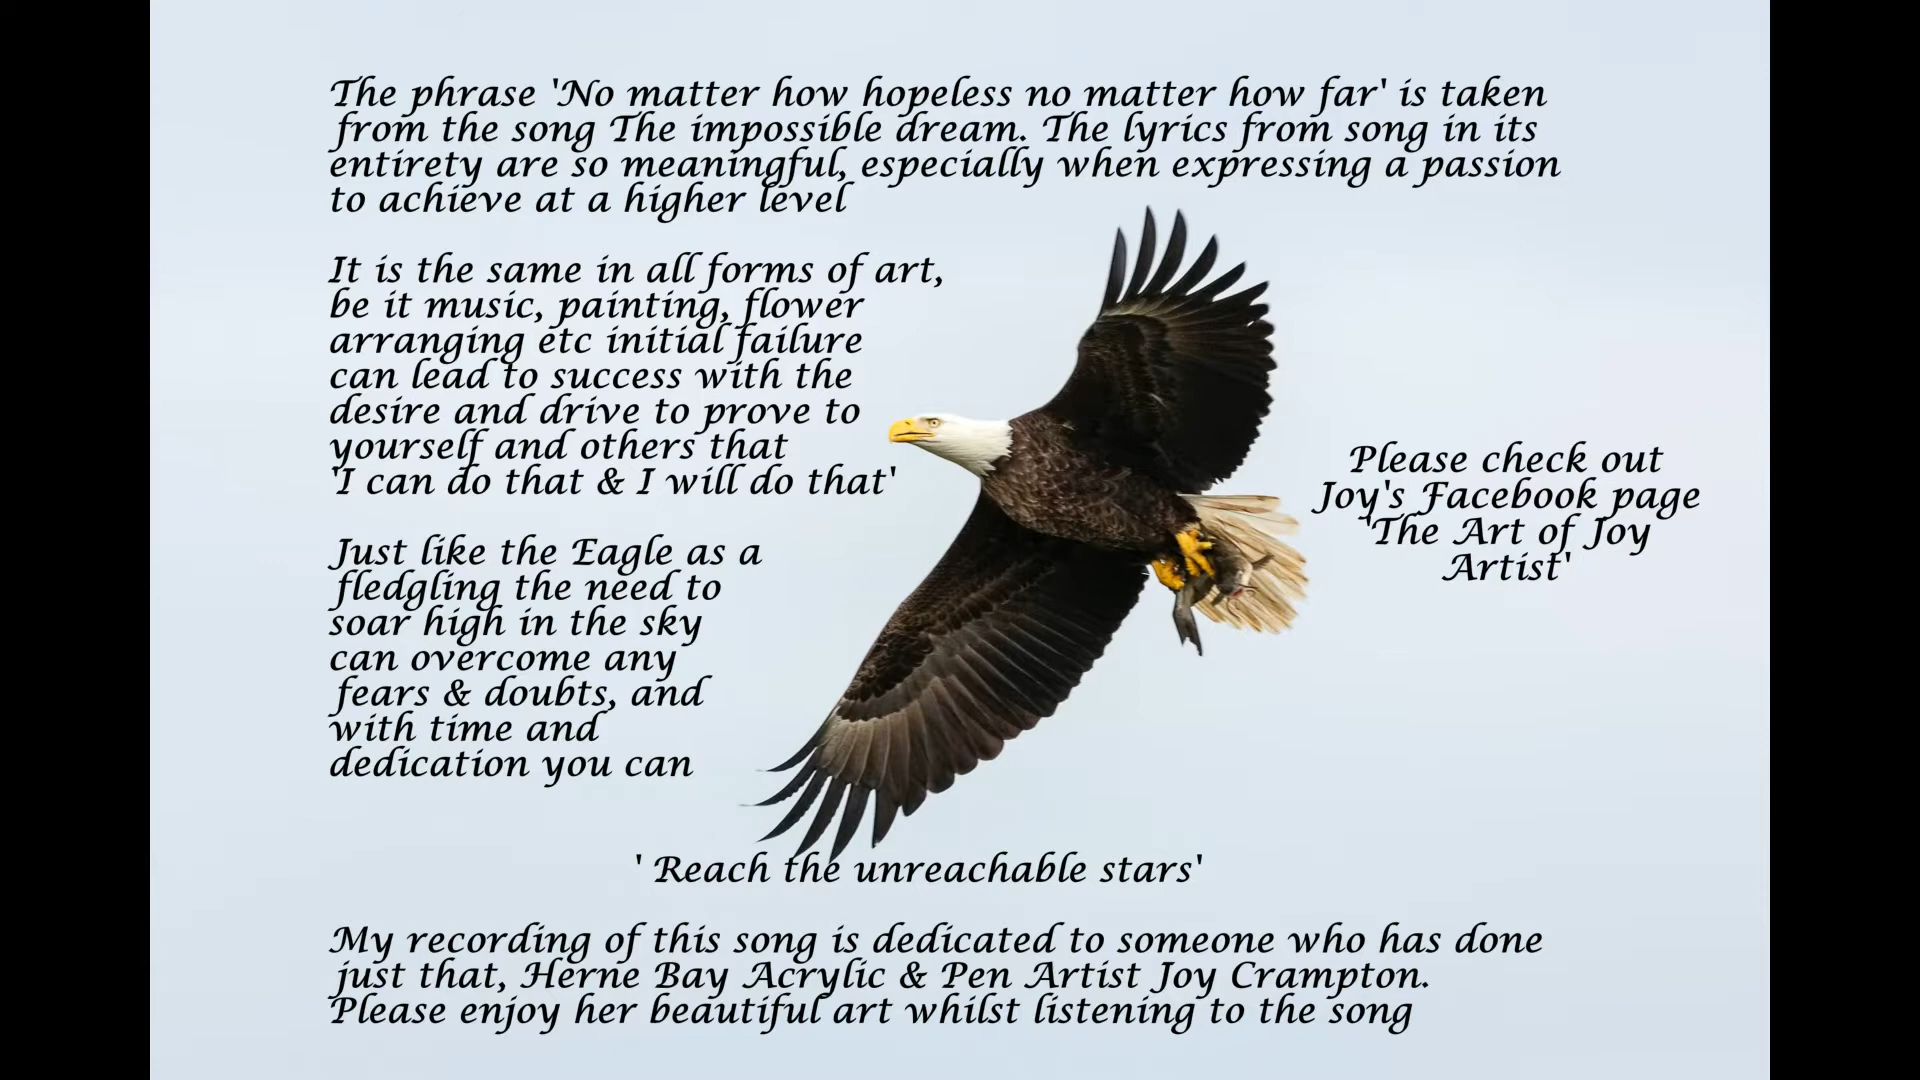 The phrase 'No matter how hopeless no matter how far' is taken
from the song The impossible dream. The lyrics from song in its
entirety are so meaningful, especially when expressing a passion
to achieve at a higher level
It is the same in all forms of art,
be it music, painting, flower
arranging etc initial failure
can lead to success with the
desire and drive to prove to
yourself and others that
'I can do that & I will do that'
Just like the Eagle as a
fledgling the need to
soar high in the sky
can overcome any
fears & doubts, and
with time and
dedication you can
Please check out
Joy's Facebook page
'The Art of Joy
Artist'
' Reach the unreachable stars'
My recording of this song is dedicated to someone who has done
just that, Herne Bay Acrylic & Pen Artist Joy Crampton.
Please enjoy her beautiful art whilst listening to the song